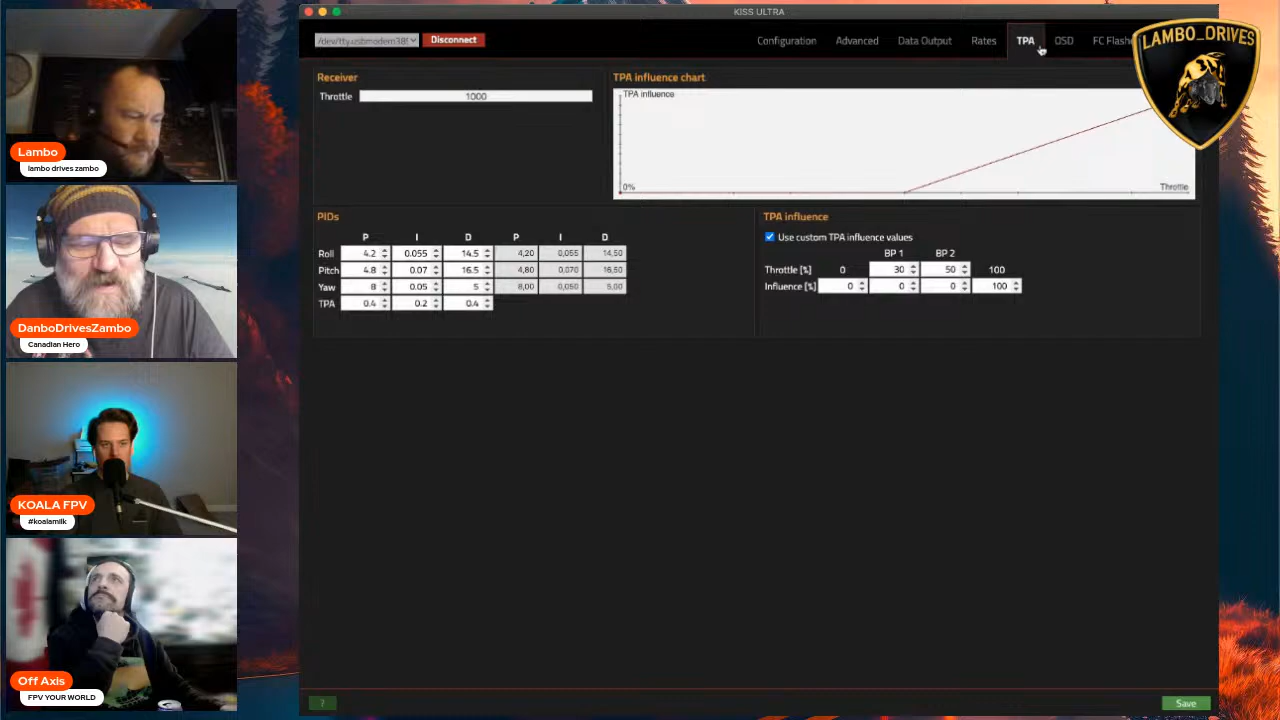 KISS ULTRA
Disconnect
Configuration
Advanced
Data Output
Rates
TPA
OSD
LAMBO_DRIVES
Receiver
Throttle 1000
TPA influence chart
TPA influence
0%
Throttle
PIDs
P I D P I D
Roll 4.2 0.055 14.5 4,20 0,055 14,50
Pitch 4.8 0.07 16.5 4,80 0,070 16,50
Yaw 8 0.05 5 8,00 0,050 5,00
TPA 0.4 0.2 0.4
TPA influence
Use custom TPA influence values
BP 1 BP 2
Throttle [%] 0 30 50 100
Influence [%] 0 0 0 100
? Save
Lambo
lambo drives zambo
DanboDrivesZambo
Canadian Hero
KOALA FPV
#koalamilk
Off Axis
FPV YOUR WORLD